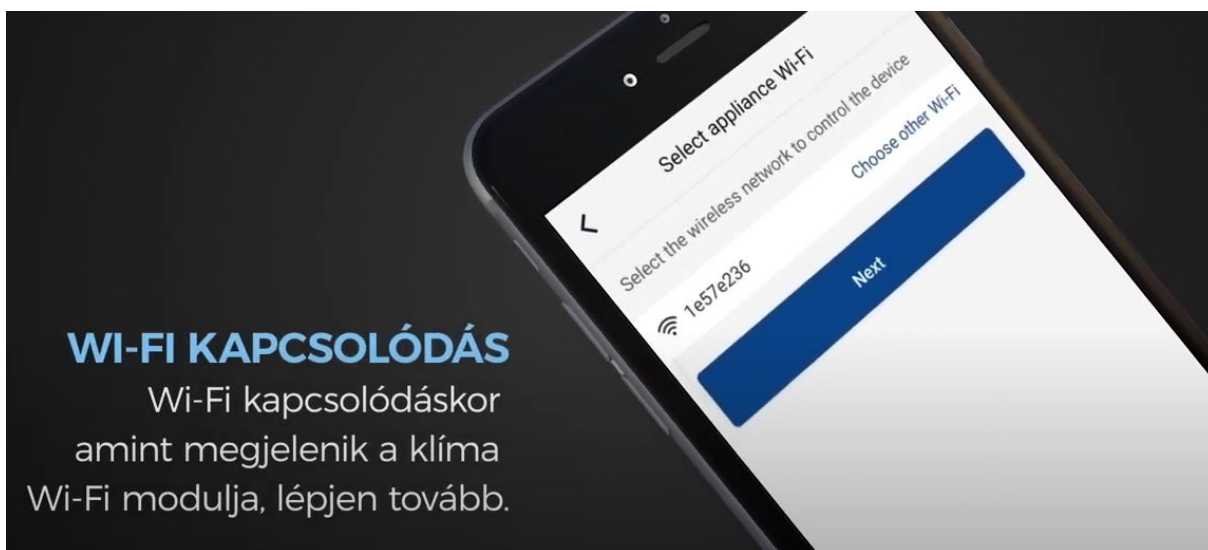 WI-FI KAPCSOLÓDÁS
Wi-Fi kapcsolódáskor
amint megjelenik a klíma
Wi-Fi modulja, lépjen tovább.
Select appliance Wi-Fi
Select the wireless network to control the device
1e57e236
Choose other Wi-Fi
Next